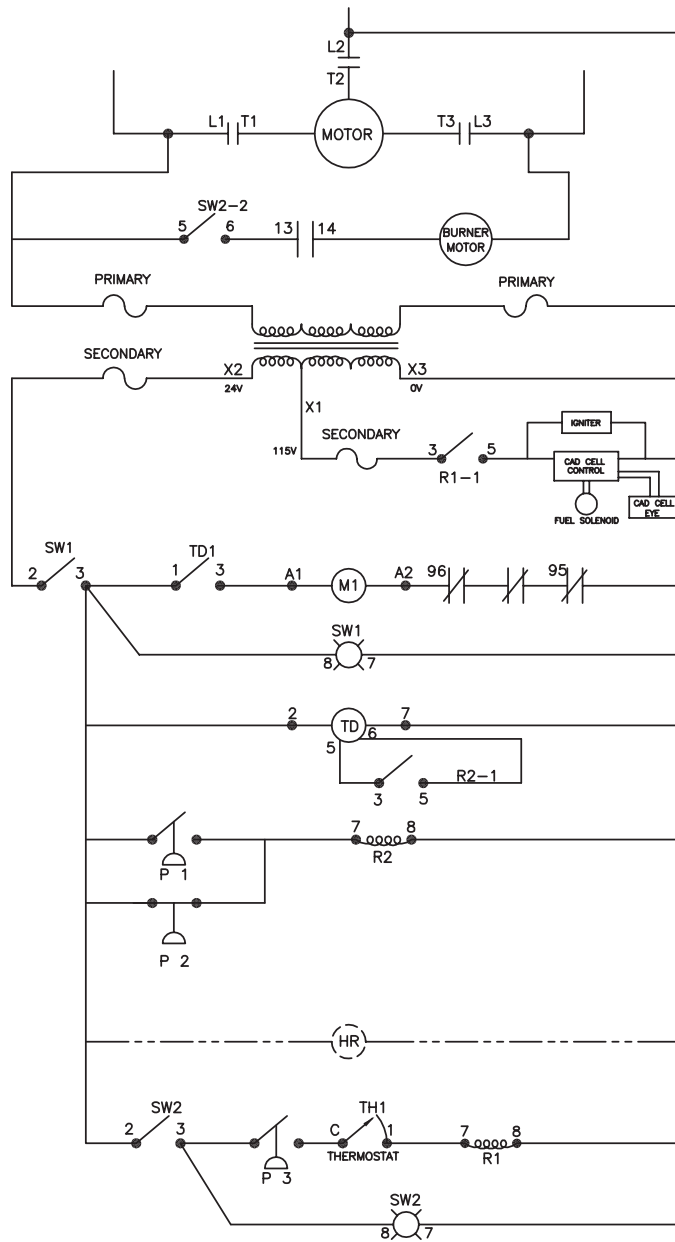 L2
T2
L1 T1
MOTOR
T3 L3
SW2-2
5 6
13 14
BURNER
MOTOR
PRIMARY
PRIMARY
SECONDARY
X2
24V
X3
0V
X1
115V
SECONDARY
3 5
R1-1
IGNITER
CAD CELL
CONTROL
FUEL SOLENOID
CAD CELL
EYE
SW1
2 3
TD1
1 3
A1
M1
A2
96
95
SW1
8 7
2
TD
7
5 6
R2-1
3 5
P 1
7 8
R2
P 2
HR
SW2
2 3
P 3
TH1
C 1
THERMOSTAT
7 8
R1
SW2
8 7